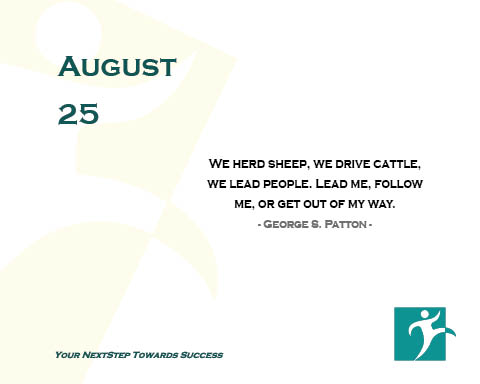 August
25
We herd sheep, we drive cattle,
we lead people. Lead me, follow
me, or get out of my way.
- George S. Patton -
Your NextStep Towards Success